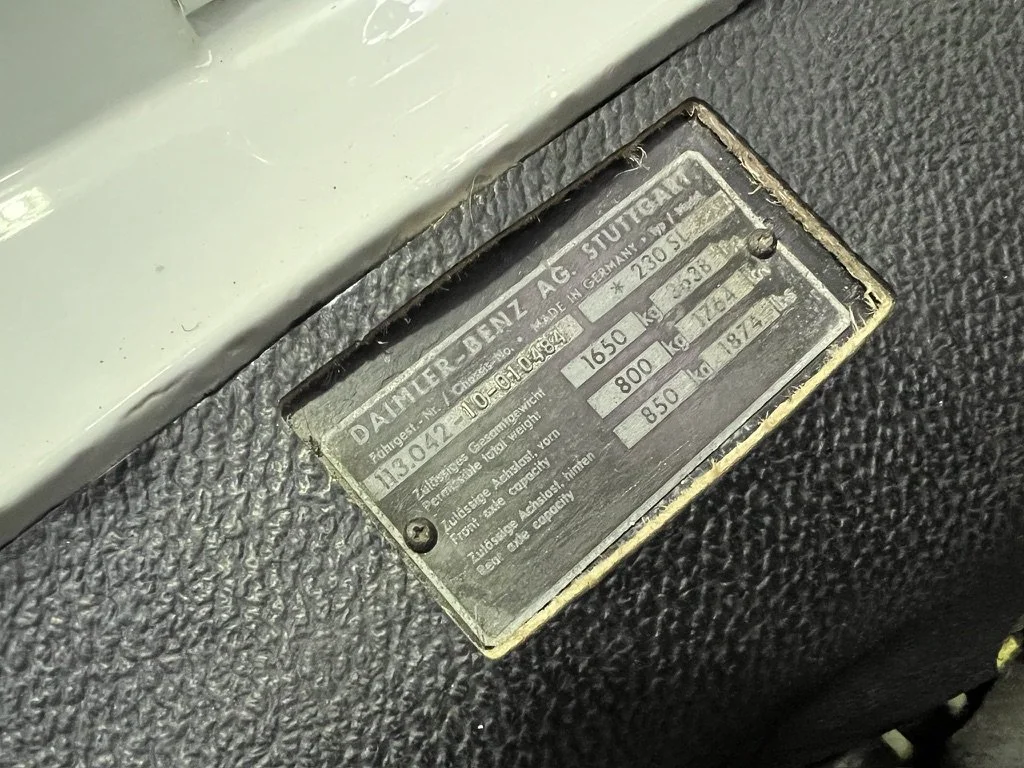 DAIMLER-BENZ AG. STUTTGART
Fahrgest.-Nr. / Chassis-No. • MADE IN GERMANY • Typ / Model
113.042-10-010484 * 230 SL
Zulässiges Gesamtgewicht
Permissible total weight 1650 kg 3638 lbs
Zulässige Achslast, vorn
Front axle capacity 800 kg 1764 lbs
Zulässige Achslast, hinten
Rear axle capacity 850 kg 1874 lbs